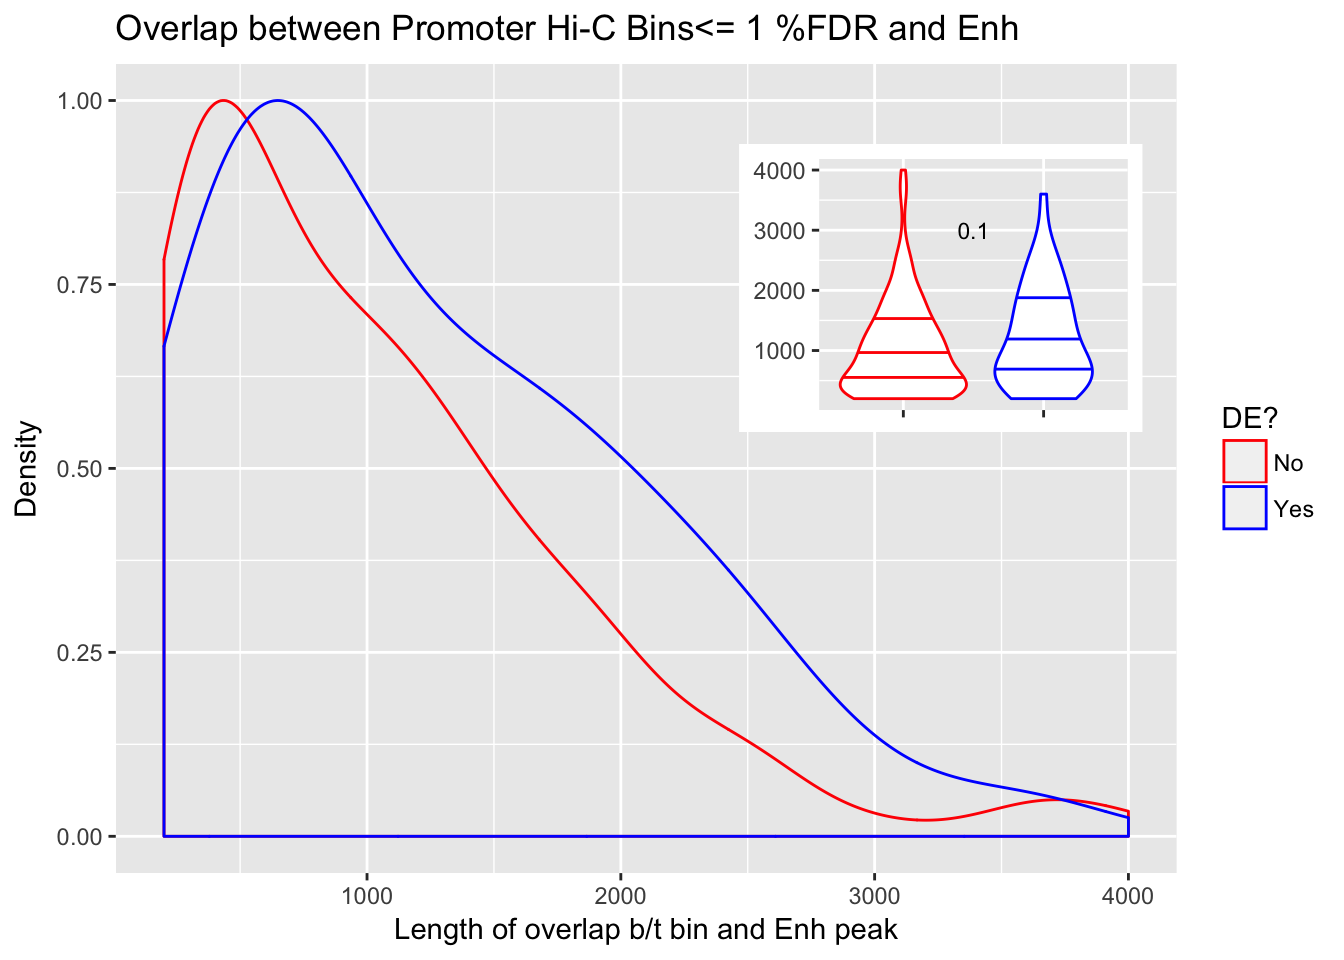 Overlap between Promoter Hi-C Bins<= 1 %FDR and Enh
1.00
0.75
0.50
0.25
0.00
Density
1000
2000
3000
4000
Length of overlap b/t bin and Enh peak
4000
3000
2000
1000
0.1
DE?
No
Yes